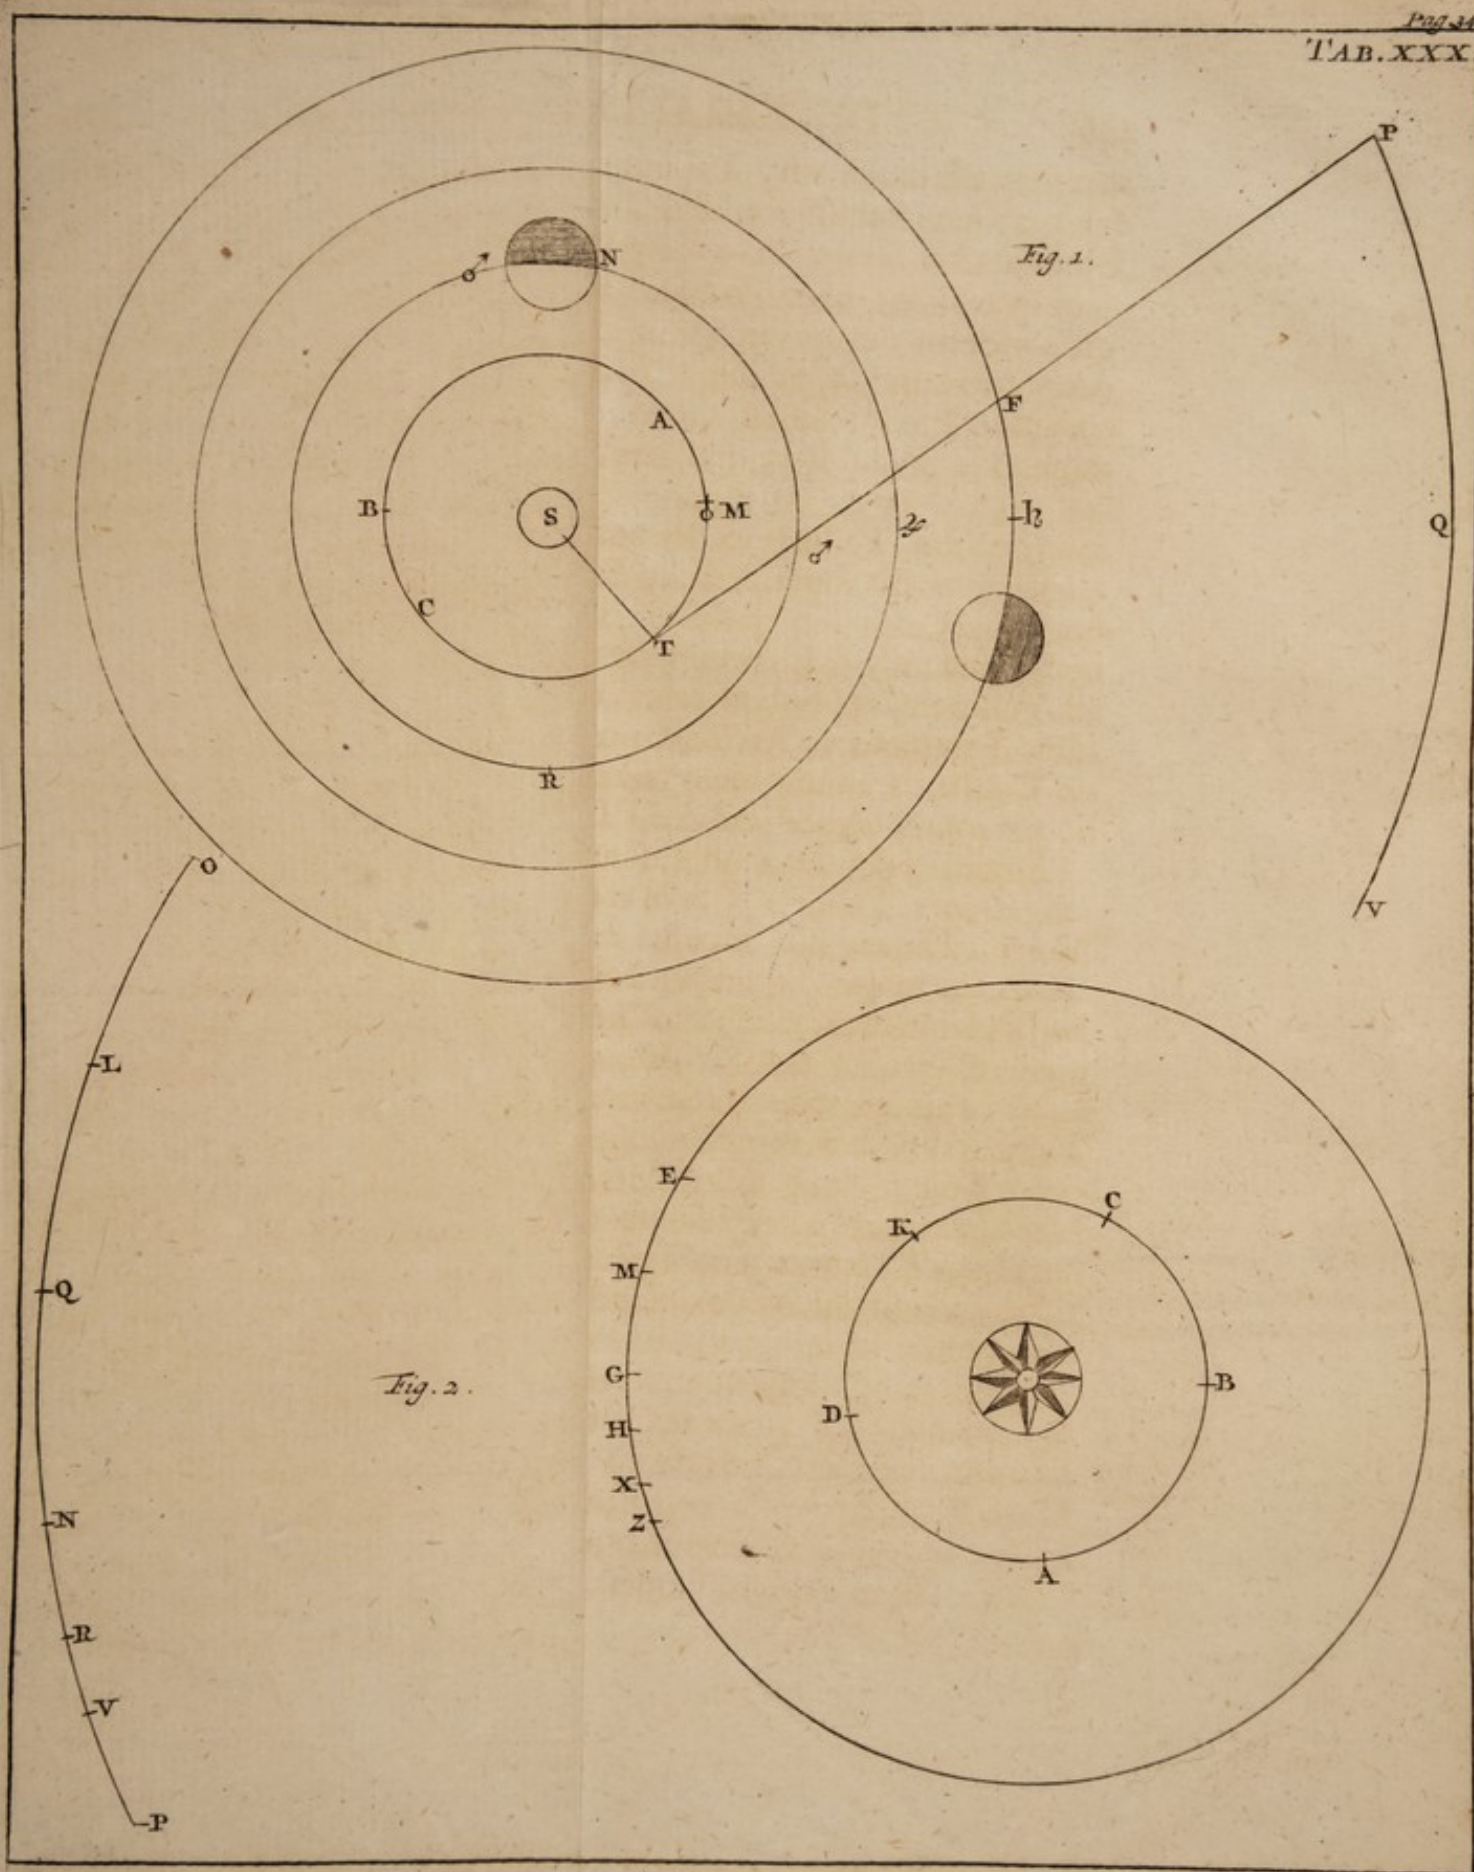 Pag. 34
TAB. XXX
P
Fig. 1.
♂ N
A
F
B S ♀ M ♃ ♄ Q
♂
C
T
R
O
V
L
E
C
K
M
Q
G
Fig. 2.
B
D
H
X
N
Z
A
R
V
P